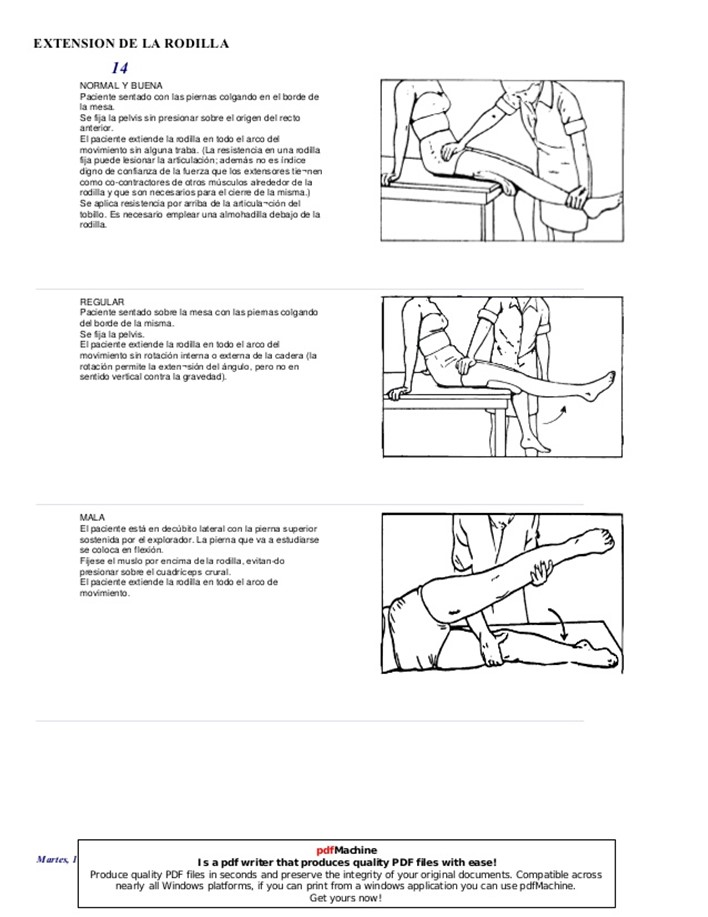 EXTENSION DE LA RODILLA
14
NORMAL Y BUENA
Paciente sentado con las piernas colgando en el borde de
la mesa.
Se fija la pelvis sin presionar sobre el origen del recto
anterior.
El paciente extiende la rodilla en todo el arco del
movimiento sin alguna traba. (La resistencia en una rodilla
fija puede lesionar la articulación; además no es índice
digno de confianza de la fuerza que los extensores tie¬nen
como co-contractores de otros músculos alrededor de la
rodilla y que son necesarios para el cierre de la misma.)
Se aplica resistencia por arriba de la articula¬ción del
tobillo. Es necesario emplear una almohadilla debajo de la
rodilla.
REGULAR
Paciente sentado sobre la mesa con las piernas colgando
del borde de la misma.
Se fija la pelvis.
El paciente extiende la rodilla en todo el arco del
movimiento sin rotación interna o externa de la cadera (la
rotación permite la exten¬sión del ángulo, pero no en
sentido vertical contra la gravedad).
MALA
El paciente está en decúbito lateral con la pierna superior
sostenida por el explorador. La pierna que va a estudiarse
se coloca en flexión.
Fíjese el muslo por encima de la rodilla, evitan-do
presionar sobre el cuadríceps crural.
El paciente extiende la rodilla en todo el arco de
movimiento.
Martes, 1
pdfMachine
Is a pdf writer that produces quality PDF files with ease!
Produce quality PDF files in seconds and preserve the integrity of your original documents. Compatible across
nearly all Windows platforms, if you can print from a windows application you can use pdfMachine.
Get yours now!